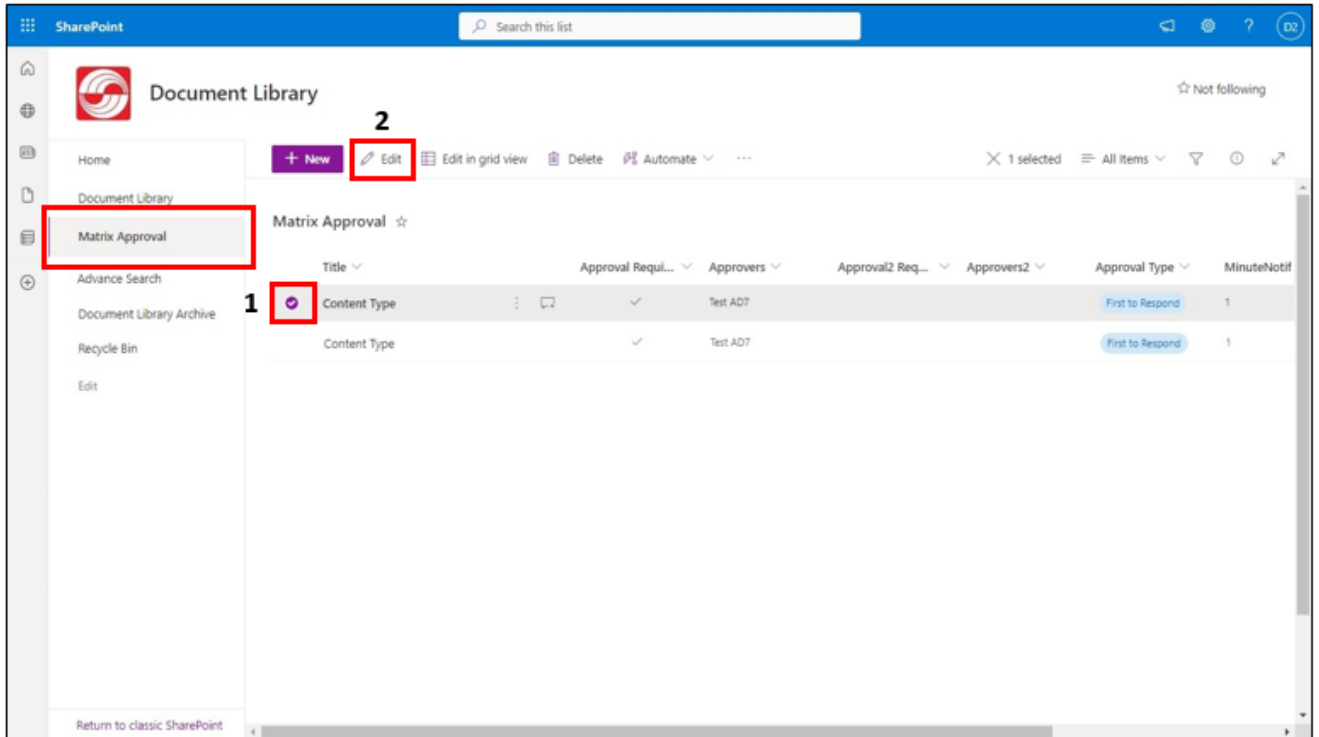 SharePoint
Search this list
?
D2
Document Library
Not following
2
+ New
Edit
Edit in grid view
Delete
Automate
...
1 selected
All Items
Home
Document Library
Matrix Approval
Advance Search
Document Library Archive
Recycle Bin
Edit
Matrix Approval
Title
Approval Requi...
Approvers
Approval2 Req...
Approvers2
Approval Type
MinuteNotif
1
Content Type
Test AD7
First to Respond
1
Content Type
Test AD7
First to Respond
1
Return to classic SharePoint